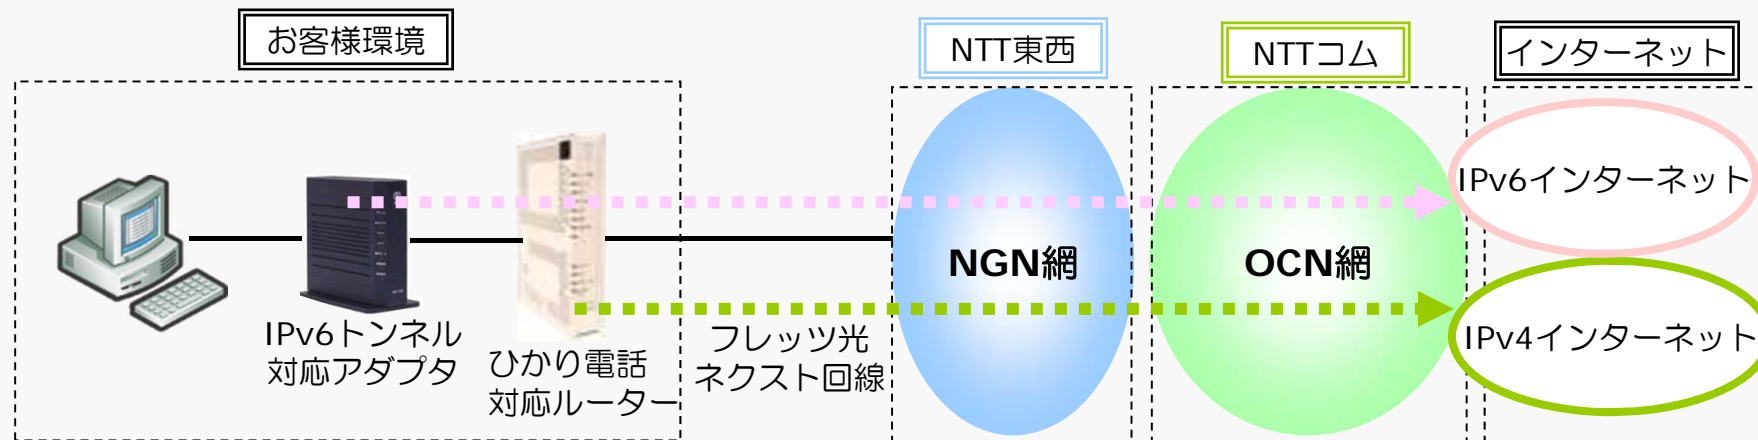 お客様環境
NTT東西
NTTコム
インターネット
IPv6インターネット
NGN網
OCN網
IPv4インターネット
IPv6トンネル
対応アダプタ
ひかり電話
対応ルーター
フレッツ光
ネクスト回線